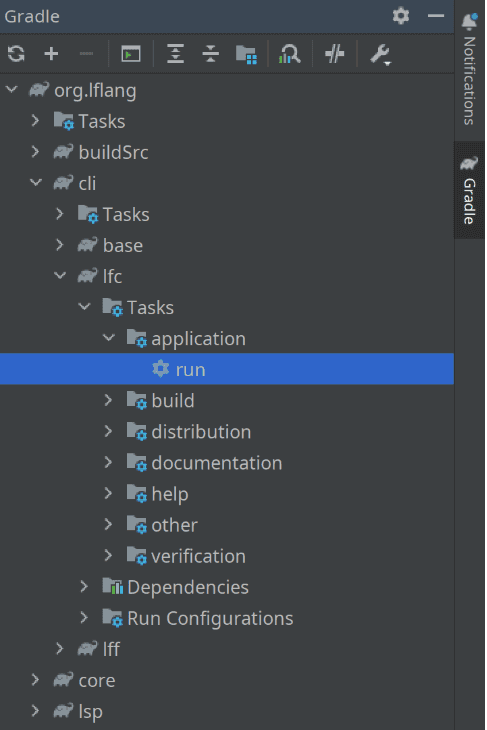 Gradle
org.lflang
Tasks
buildSrc
cli
Tasks
base
lfc
Tasks
application
run
build
distribution
documentation
help
other
verification
Dependencies
Run Configurations
lff
core
lsp
Notifications
Gradle